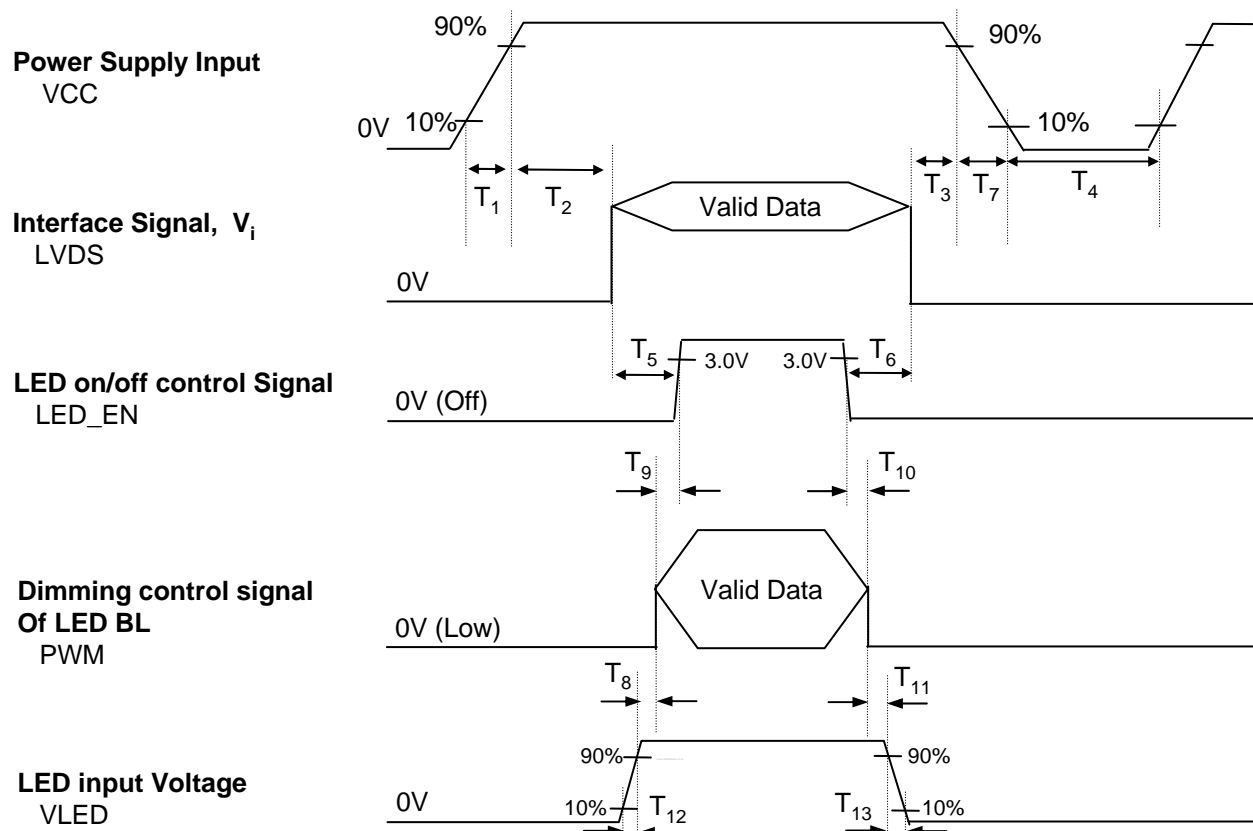 90%
90%
Power Supply Input
VCC
0V
10%
10%
T1
T2
T3
T7
T4
Interface Signal, Vi
LVDS
Valid Data
0V
T5
3.0V
3.0V
T6
LED on/off control Signal
LED_EN
0V (Off)
T9
T10
Dimming control signal
Of LED BL
PWM
Valid Data
0V (Low)
T8
T11
LED input Voltage
VLED
90%
90%
0V
10%
T12
T13
10%